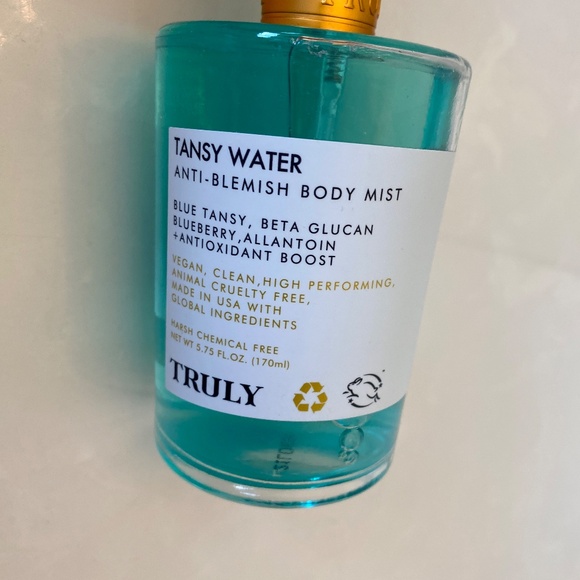 TANSY WATER
ANTI-BLEMISH BODY MIST
BLUE TANSY, BETA GLUCAN
BLUEBERRY,ALLANTOIN
+ANTIOXIDANT BOOST
VEGAN, CLEAN,HIGH PERFORMING,
ANIMAL CRUELTY FREE,
MADE IN USA WITH
GLOBAL INGREDIENTS
HARSH CHEMICAL FREE
NET WT 5.75 FL.OZ. (170ml)
TRULY